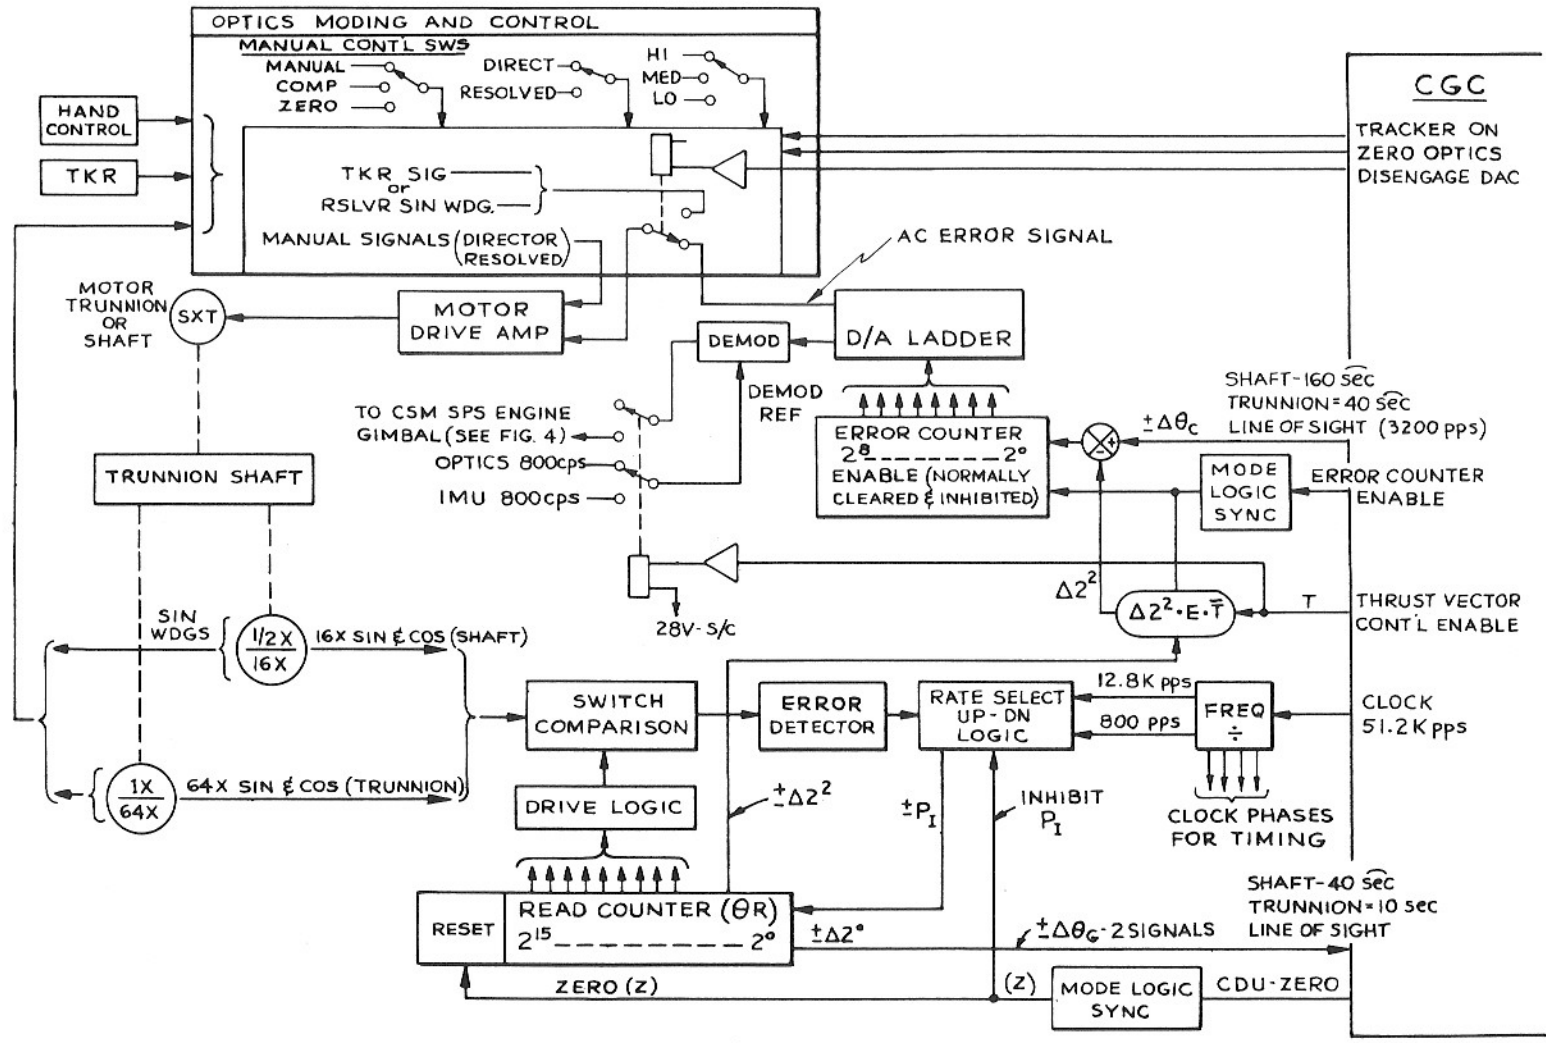 OPTICS MODING AND CONTROL
MANUAL CONT'L SWS
MANUAL
COMP
ZERO
DIRECT
RESOLVED
HI
MED
LO
HAND
CONTROL
TKR
TKR SIG
or
RSLVR SIN WDG.
MANUAL SIGNALS (DIRECTOR
RESOLVED)
CGC
TRACKER ON
ZERO OPTICS
DISENGAGE DAC
AC ERROR SIGNAL
MOTOR
TRUNNION
OR
SHAFT
SXT
MOTOR
DRIVE AMP
DEMOD
D/A LADDER
DEMOD
REF
TO CSM SPS ENGINE
GIMBAL (SEE FIG. 4)
OPTICS 800cps
IMU 800cps
ERROR COUNTER
2⁸ _ _ _ _ _ _ _ 2⁰
ENABLE (NORMALLY
CLEARED & INHIBITED)
±Δθc
SHAFT-160 sec
TRUNNION=40 sec
LINE OF SIGHT (3200 pps)
MODE
LOGIC
SYNC
ERROR COUNTER
ENABLE
TRUNNION SHAFT
28V-S/C
Δ2²
Δ2²·E·T̄
T
THRUST VECTOR
CONT'L ENABLE
SIN
WDGS
1/2X
16X
16X SIN & COS (SHAFT)
1X
64X
64X SIN & COS (TRUNNION)
SWITCH
COMPARISON
ERROR
DETECTOR
RATE SELECT
UP-DN
LOGIC
12.8K pps
800 pps
FREQ
÷
CLOCK
51.2K pps
CLOCK PHASES
FOR TIMING
DRIVE LOGIC
±Δ2²
±P_I
INHIBIT
P_I
RESET
READ COUNTER (θR)
2¹⁵ _ _ _ _ _ _ _ _ 2⁰
±Δ2⁰
±Δθ_G-2 SIGNALS
SHAFT-40 sec
TRUNNION=10 sec
LINE OF SIGHT
ZERO (Z)
(Z)
MODE LOGIC
SYNC
CDU-ZERO